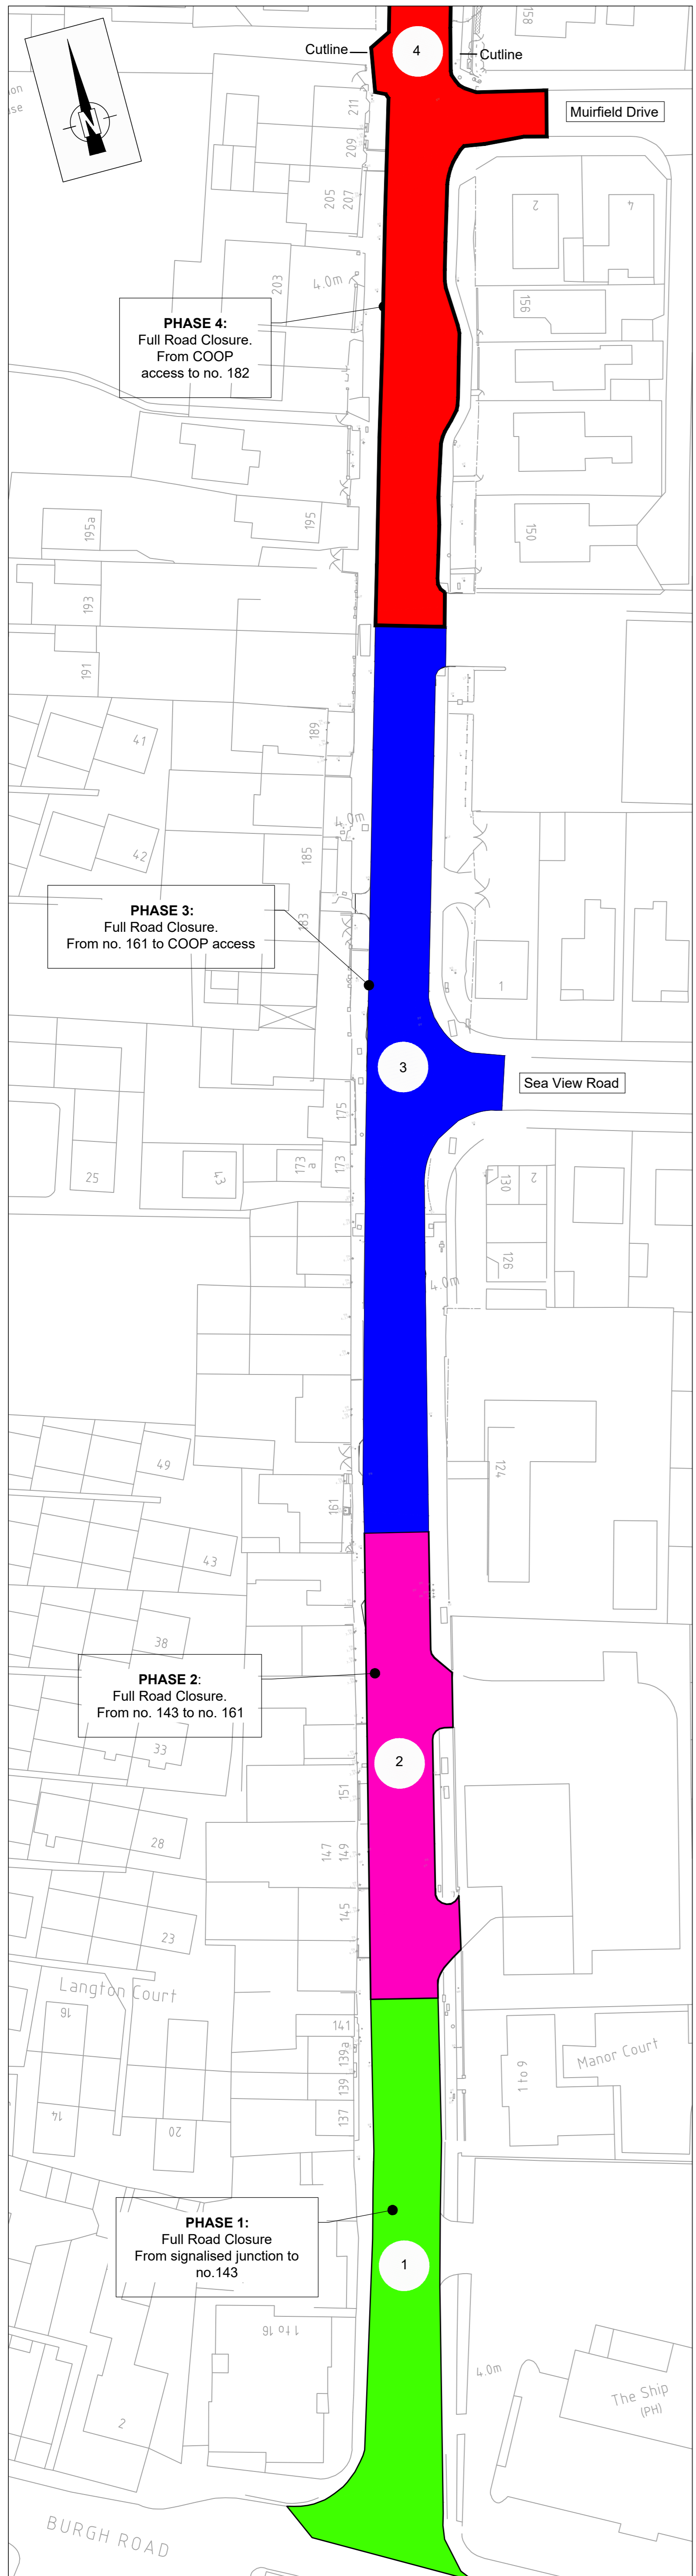 158
4
Cutline
Cutline
Muirfield Drive
N
211
209
205
207
2
4
203
4.0m
156
PHASE 4:
Full Road Closure.
From COOP
access to no. 182
195a
195
150
193
191
189
41
42
4.0m
185
183
PHASE 3:
Full Road Closure.
From no. 161 to COOP access
1
3
Sea View Road
175
173
a
173
25
43
130
2
126
4.0m
49
124
161
43
38
PHASE 2:
Full Road Closure.
From no. 143 to no. 161
33
2
151
28
147
149
145
23
Langton Court
16
141
139a
139
137
14
20
1 to 9
Manor Court
PHASE 1:
Full Road Closure
From signalised junction to
no.143
1
1 to 16
4.0m
2
The Ship
(PH)
BURGH ROAD